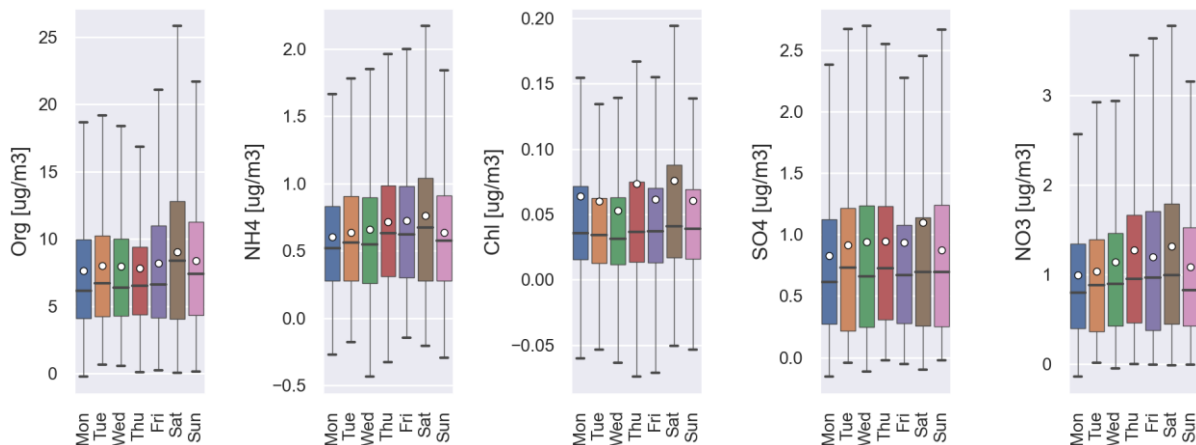 Org [ug/m3]
25
20
15
10
5
0
Mon
Tue
Wed
Thu
Fri
Sat
Sun
NH4 [ug/m3]
2.0
1.5
1.0
0.5
0.0
−0.5
Mon
Tue
Wed
Thu
Fri
Sat
Sun
Chl [ug/m3]
0.20
0.15
0.10
0.05
0.00
−0.05
Mon
Tue
Wed
Thu
Fri
Sat
Sun
SO4 [ug/m3]
2.5
2.0
1.5
1.0
0.5
0.0
Mon
Tue
Wed
Thu
Fri
Sat
Sun
NO3 [ug/m3]
3
2
1
0
Mon
Tue
Wed
Thu
Fri
Sat
Sun